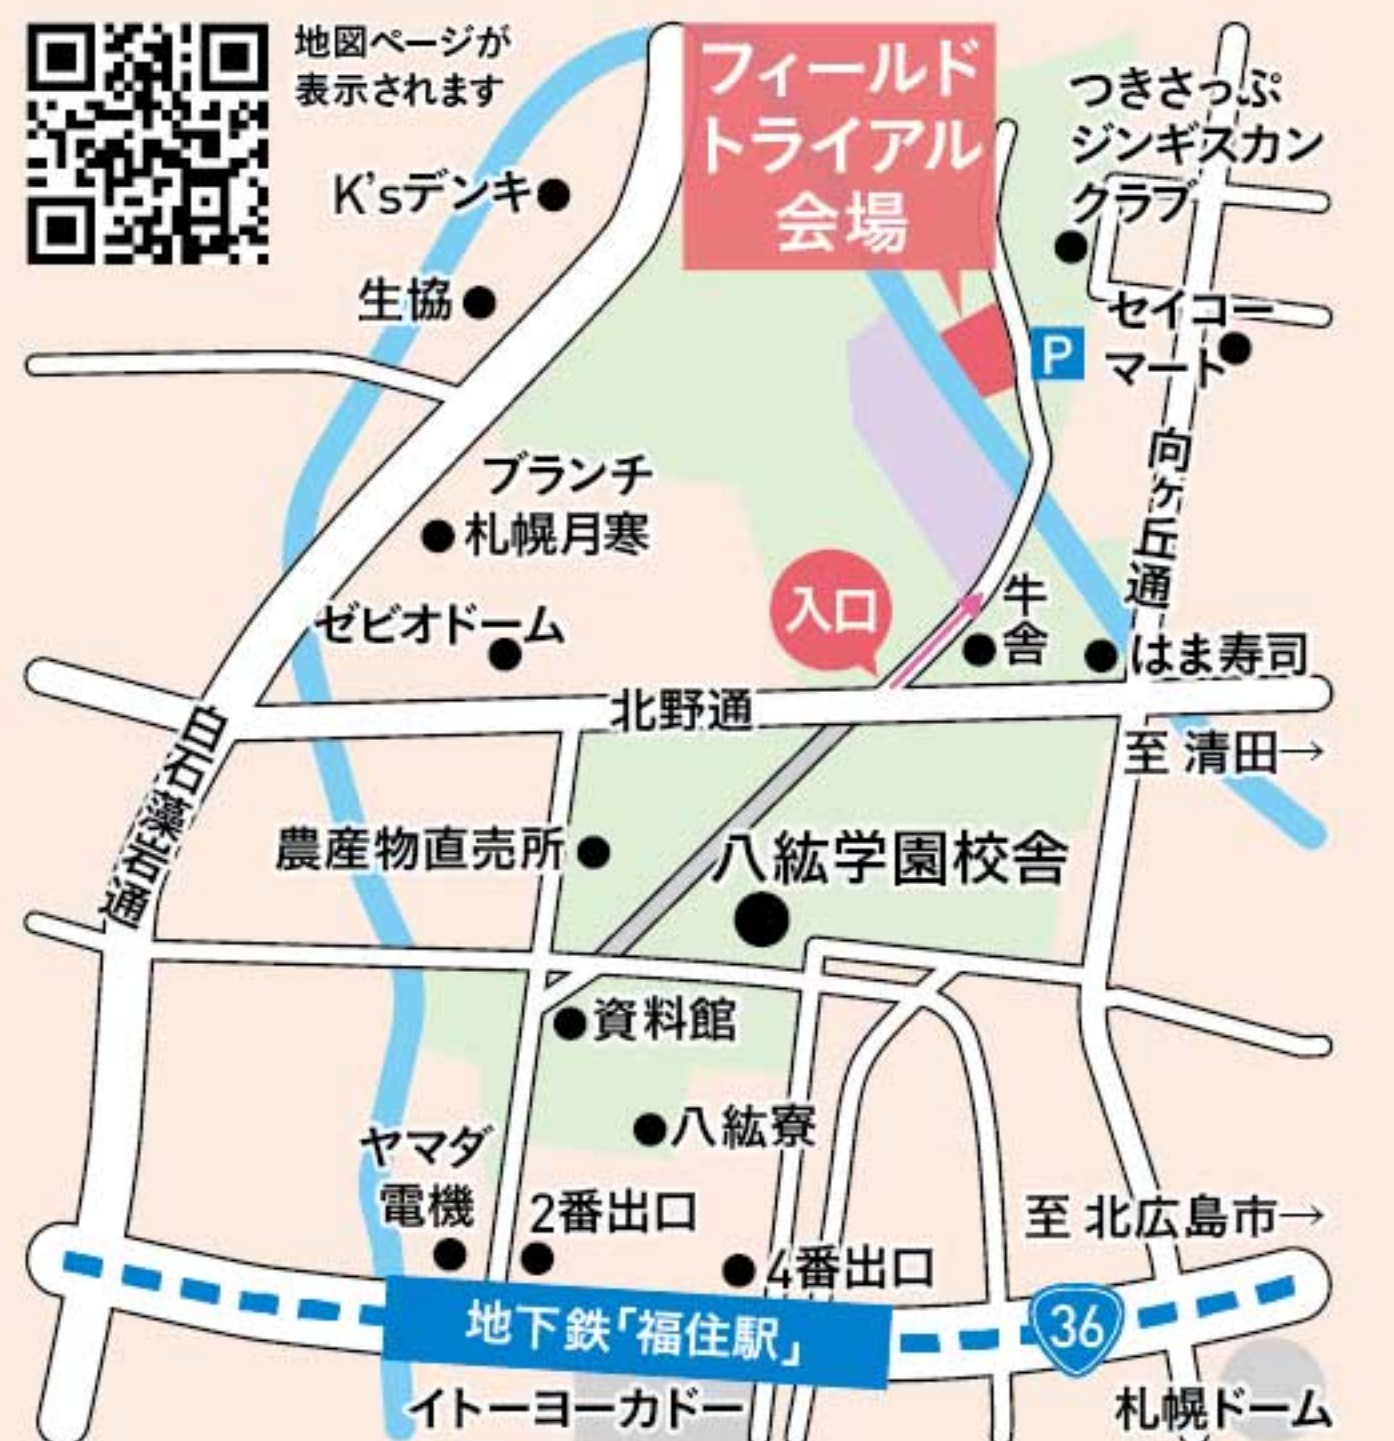 地図ページが
表示されます
フィールド
トライアル
会場
つきさっぷ
ジンギスカン
クラブ
K'sデンキ
生協
P
セイコー
マート
向ヶ丘通
ブランチ
札幌月寒
ゼビオドーム
入口
牛
舎
はま寿司
北野通
白石藻岩通
至 清田→
農産物直売所
八紘学園校舎
資料館
八紘寮
ヤマダ
電機
2番出口
4番出口
至 北広島市→
地下鉄「福住駅」
36
イトーヨーカドー
札幌ドーム